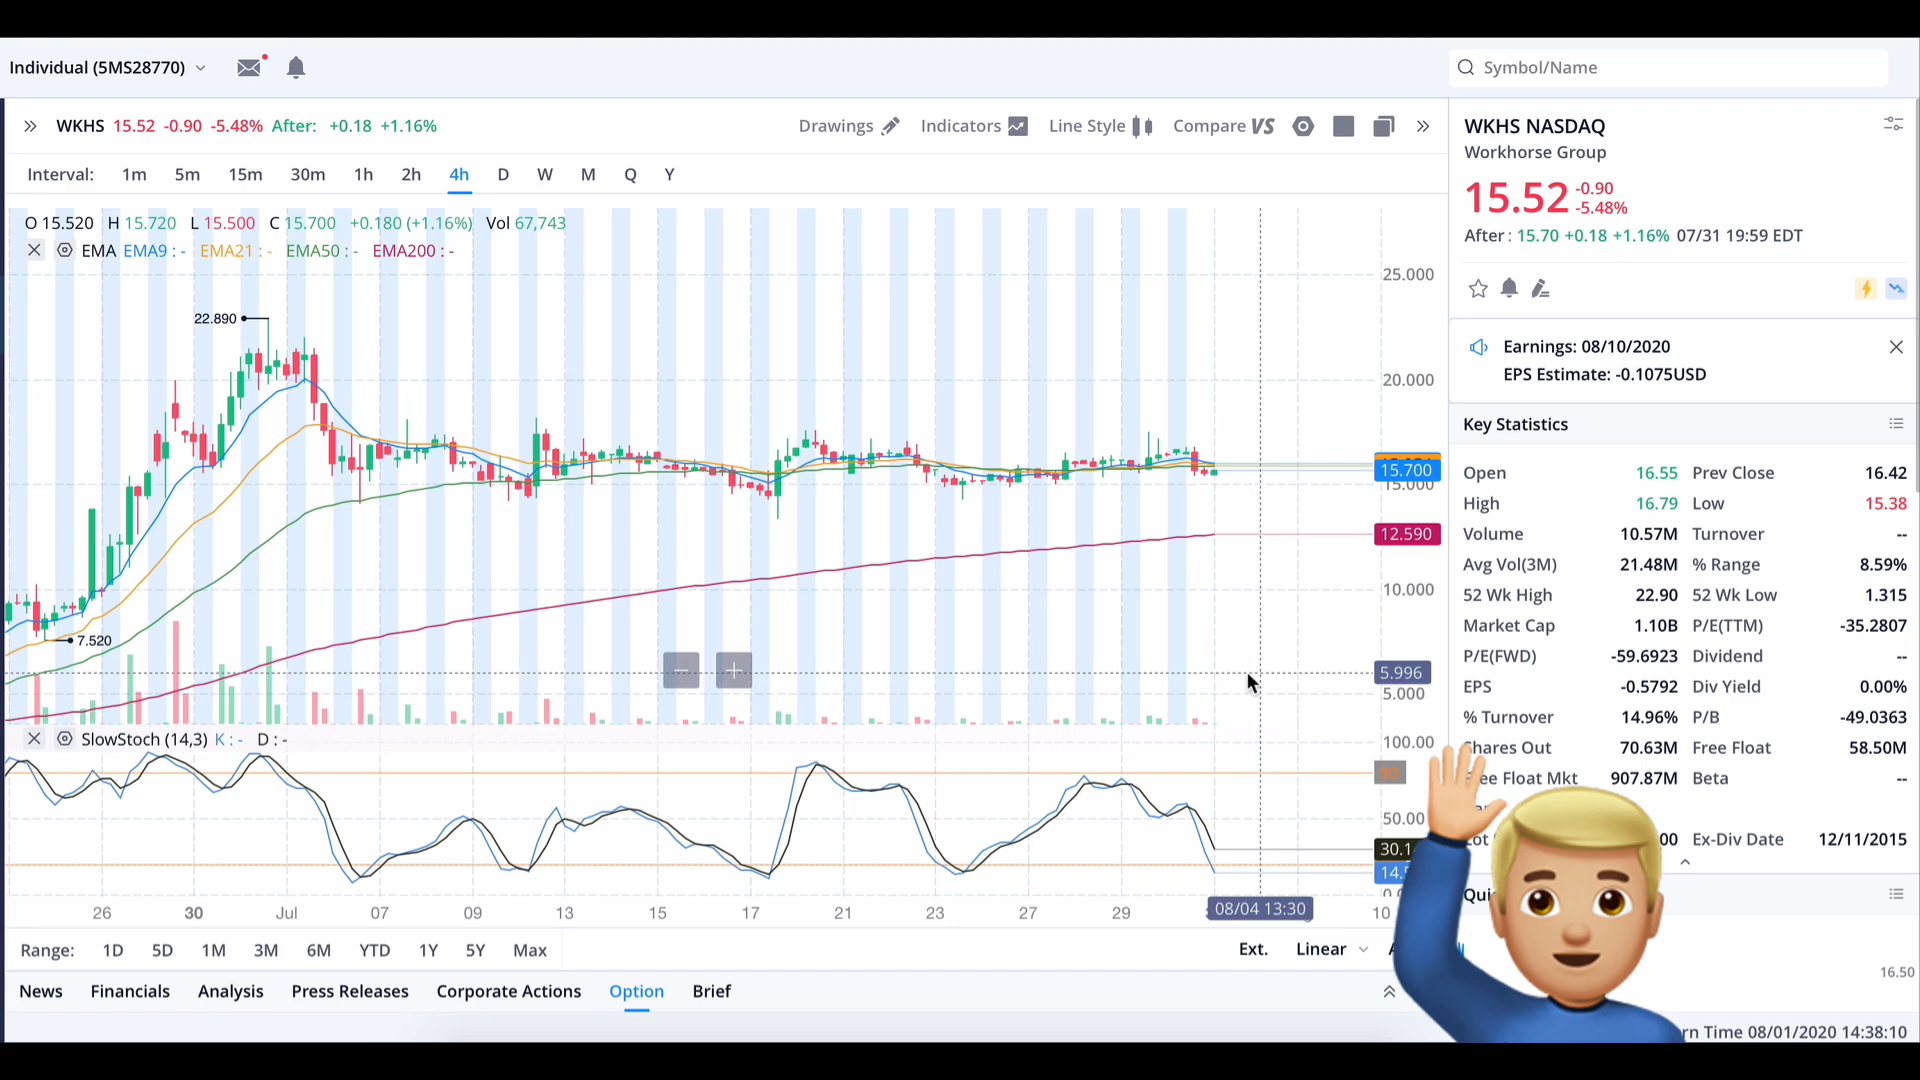 Individual (5MS28770)
Symbol/Name
WKHS 15.52 -0.90 -5.48% After: +0.18 +1.16%
Drawings Indicators Line Style Compare VS
Interval: 1m 5m 15m 30m 1h 2h 4h D W M Q Y
O 15.520 H 15.720 L 15.500 C 15.700 +0.180 (+1.16%) Vol 67,743
EMA EMA9 : - EMA21 : - EMA50 : - EMA200 : -
25.000
22.890
20.000
15.700
15.000
12.590
10.000
7.520
5.996
5.000
SlowStoch (14,3) K : - D : -
100.00
50.00
26 30 Jul 07 09 13 15 17 21 23 27 29 08/04 13:30 10
Range: 1D 5D 1M 3M 6M YTD 1Y 5Y Max
Ext. Linear
News Financials Analysis Press Releases Corporate Actions Option Brief
WKHS NASDAQ
Workhorse Group
15.52 -0.90
-5.48%
After : 15.70 +0.18 +1.16% 07/31 19:59 EDT
Earnings: 08/10/2020
EPS Estimate: -0.1075USD
Key Statistics
Open 16.55 Prev Close 16.42
High 16.79 Low 15.38
Volume 10.57M Turnover --
Avg Vol(3M) 21.48M % Range 8.59%
52 Wk High 22.90 52 Wk Low 1.315
Market Cap 1.10B P/E(TTM) -35.2807
P/E(FWD) -59.6923 Dividend --
EPS -0.5792 Div Yield 0.00%
% Turnover 14.96% P/B -49.0363
Shares Out 70.63M Free Float 58.50M
Free Float Mkt 907.87M Beta --
Ex-Div Date 12/11/2015
16.50
Time 08/01/2020 14:38:10